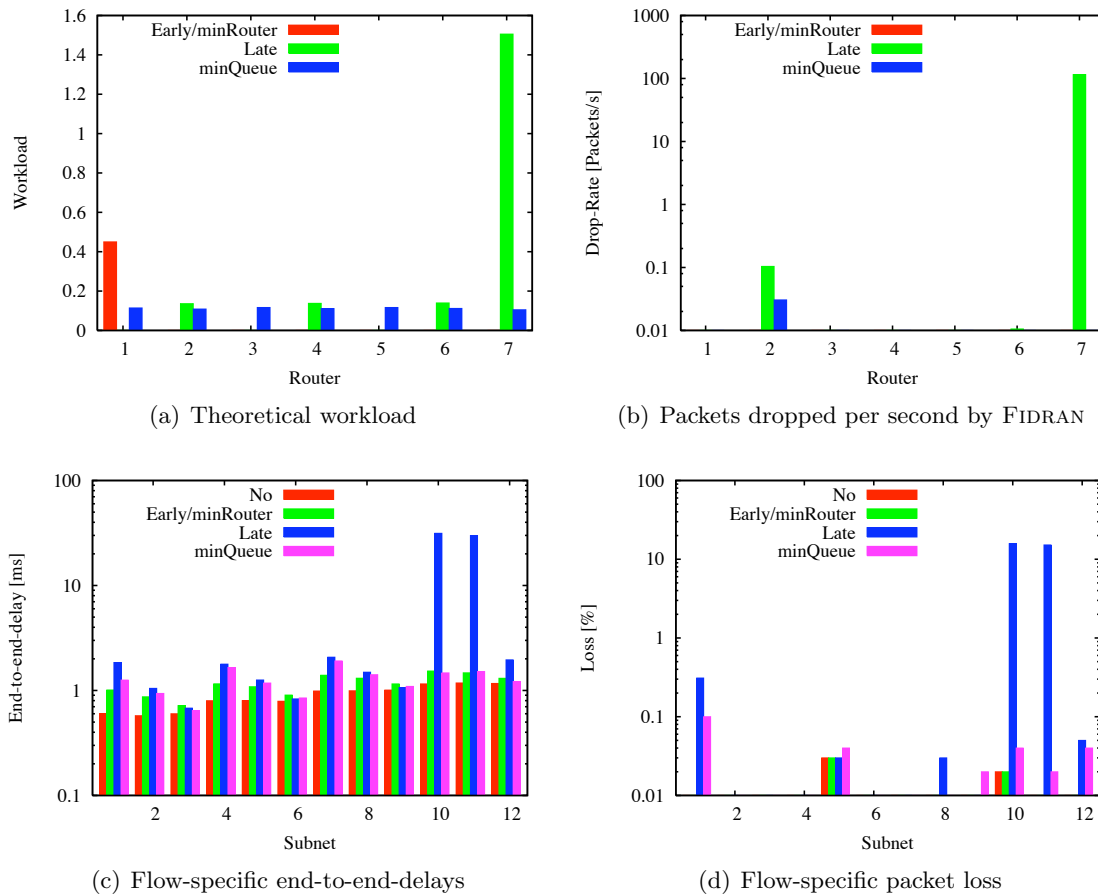 Early/minRouter
Late
minQueue
1.6
1.4
1.2
1
0.8
0.6
0.4
0.2
0
Workload
1 2 3 4 5 6 7
Router
(a) Theoretical workload
Early/minRouter
Late
minQueue
1000
100
10
1
0.1
0.01
Drop-Rate [Packets/s]
1 2 3 4 5 6 7
Router
(b) Packets dropped per second by FIDRAN
No
Early/minRouter
Late
minQueue
100
10
1
0.1
End-to-end-delay [ms]
2 4 6 8 10 12
Subnet
(c) Flow-specific end-to-end-delays
No
Early/minRouter
Late
minQueue
100
10
1
0.1
0.01
Loss [%]
2 4 6 8 10 12
Subnet
(d) Flow-specific packet loss